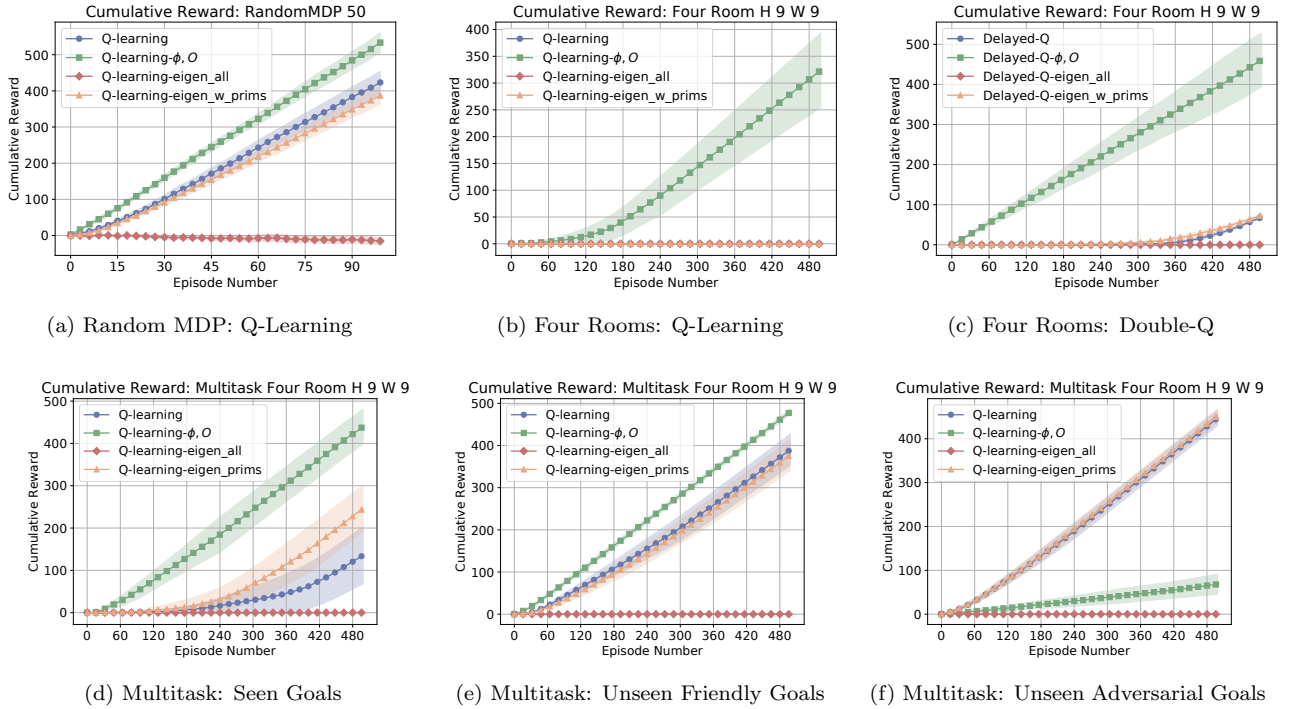 Cumulative Reward: RandomMDP 50
Cumulative Reward
500
400
300
200
100
0
Q-learning
Q-learning-ϕ, O
Q-learning-eigen_all
Q-learning-eigen_w_prims
0 15 30 45 60 75 90
Episode Number
(a) Random MDP: Q-Learning
Cumulative Reward: Four Room H 9 W 9
Cumulative Reward
400
350
300
250
200
150
100
50
0
Q-learning
Q-learning-ϕ, O
Q-learning-eigen_all
Q-learning-eigen_w_prims
0 60 120 180 240 300 360 420 480
Episode Number
(b) Four Rooms: Q-Learning
Cumulative Reward: Four Room H 9 W 9
Cumulative Reward
500
400
300
200
100
0
Delayed-Q
Delayed-Q-ϕ, O
Delayed-Q-eigen_all
Delayed-Q-eigen_w_prims
0 60 120 180 240 300 360 420 480
Episode Number
(c) Four Rooms: Double-Q
Cumulative Reward: Multitask Four Room H 9 W 9
Cumulative Reward
500
400
300
200
100
0
Q-learning
Q-learning-ϕ, O
Q-learning-eigen_all
Q-learning-eigen_prims
0 60 120 180 240 300 360 420 480
Episode Number
(d) Multitask: Seen Goals
Cumulative Reward: Multitask Four Room H 9 W 9
Cumulative Reward
500
400
300
200
100
0
Q-learning
Q-learning-ϕ, O
Q-learning-eigen_all
Q-learning-eigen_prims
0 60 120 180 240 300 360 420 480
Episode Number
(e) Multitask: Unseen Friendly Goals
Cumulative Reward: Multitask Four Room H 9 W 9
Cumulative Reward
400
300
200
100
0
Q-learning
Q-learning-ϕ, O
Q-learning-eigen_all
Q-learning-eigen_prims
0 60 120 180 240 300 360 420 480
Episode Number
(f) Multitask: Unseen Adversarial Goals